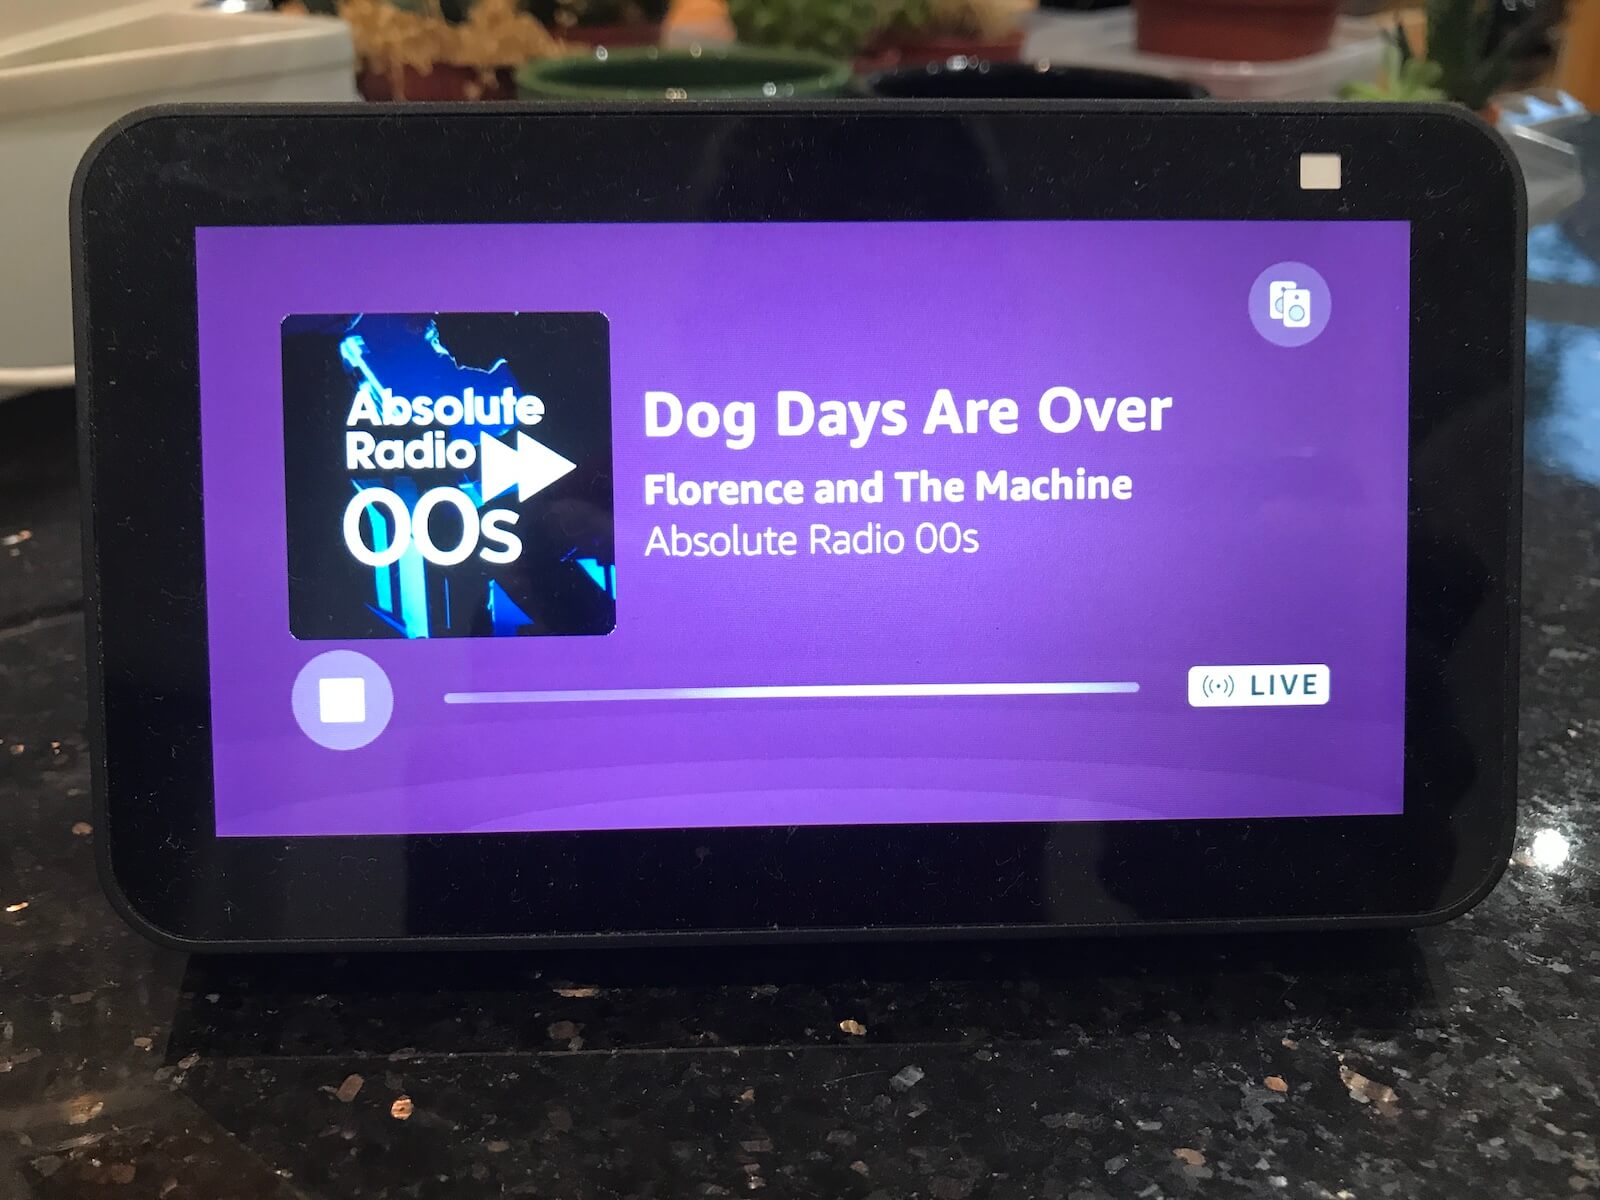 Absolute
Radio
00s
Dog Days Are Over
Florence and The Machine
Absolute Radio 00s
LIVE